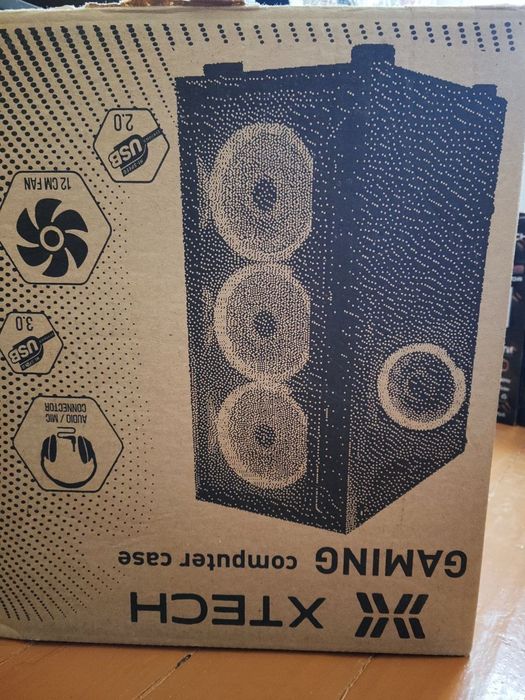 XTECH
GAMING computer case
AUDIO / MIC
CONNECTOR
USB
3.0
12 CM FAN
USB
2.0